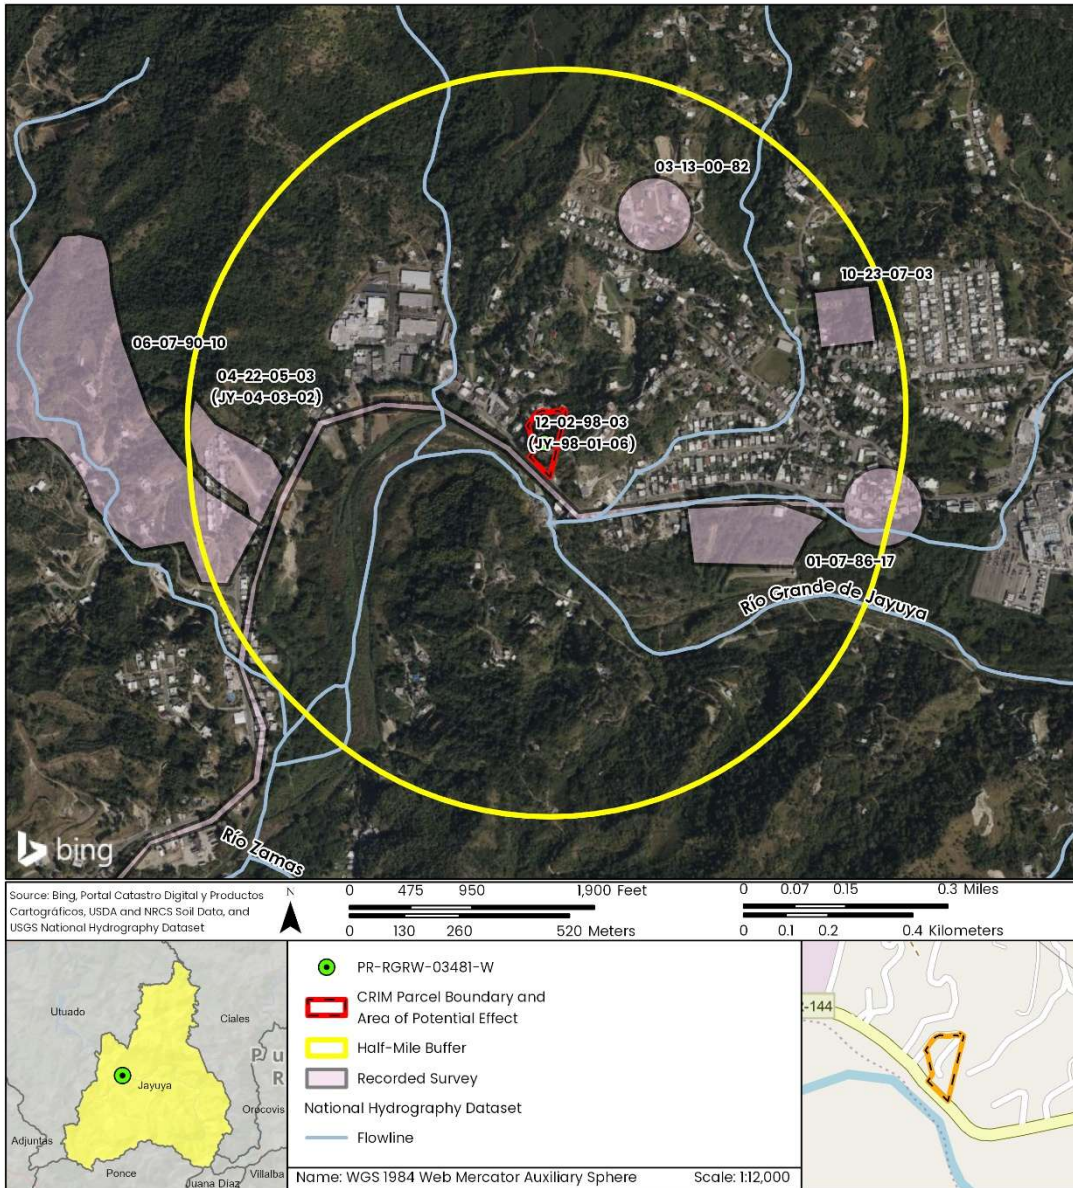 03-13-00-82
10-23-07-03
06-07-90-10
04-22-05-03
(JY-04-03-02)
12-02-98-03
(JY-98-01-06)
01-07-86-17
Río Grande de Jayuya
Río Zamas
bing
Source: Bing, Portal Catastro Digital y Productos
Cartográficos, USDA and NRCS Soil Data, and
USGS National Hydrography Dataset
N
0 475 950 1,900 Feet
0 130 260 520 Meters
0 0.07 0.15 0.3 Miles
0 0.1 0.2 0.4 Kilometers
Utuado
Ciales
Pu
R
Jayuya
Orocovis
Adjuntas
Ponce
Juana Díaz
Villalba
PR-RGRW-03481-W
CRIM Parcel Boundary and
Area of Potential Effect
Half-Mile Buffer
Recorded Survey
National Hydrography Dataset
Flowline
Name: WGS 1984 Web Mercator Auxiliary Sphere
Scale: 1:12,000
R-144